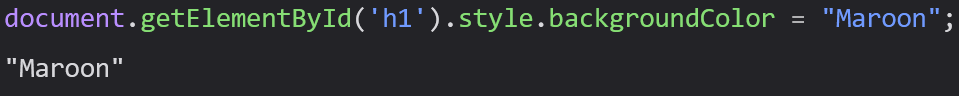 document.getElementById('h1').style.backgroundColor = "Maroon";
"Maroon"